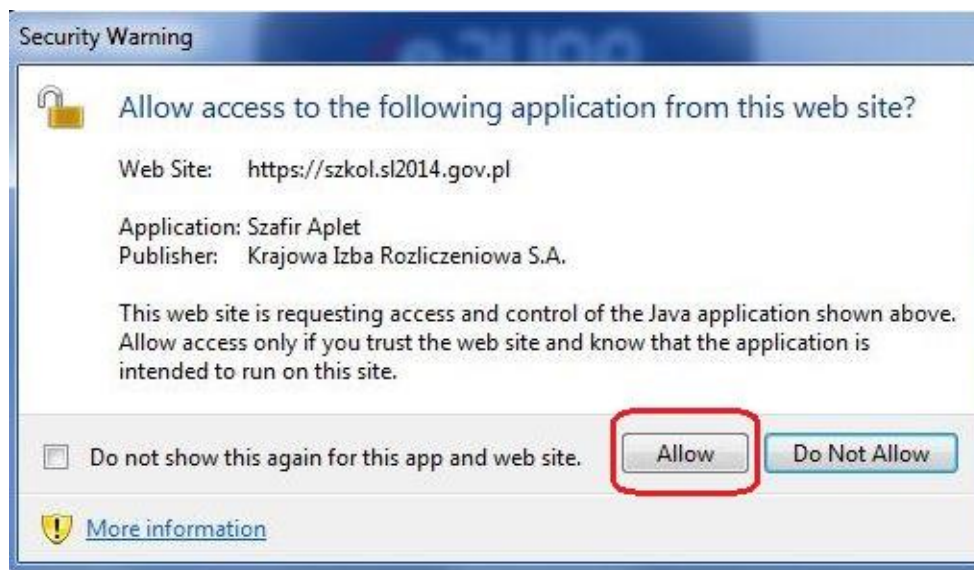 Security Warning
Allow access to the following application from this web site?
Web Site: https://szkol.sl2014.gov.pl
Application: Szafir Aplet
Publisher: Krajowa Izba Rozliczeniowa S.A.
This web site is requesting access and control of the Java application shown above.
Allow access only if you trust the web site and know that the application is
intended to run on this site.
Do not show this again for this app and web site. Allow Do Not Allow
More information